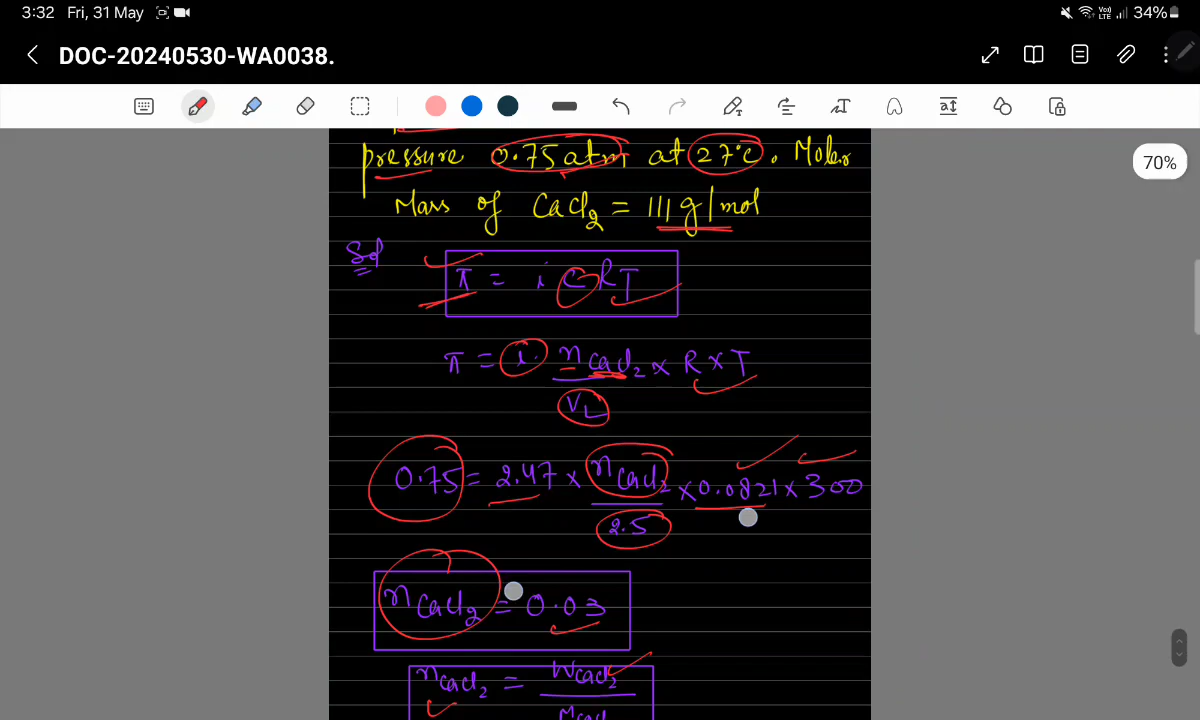 3:32 Fri, 31 May 34%
DOC-20240530-WA0038.
70%
pressure 0.75 atm at 27°C. Molar
Mass of CaCl2 = 111 g/mol
Sol
π = i C R T
π = i. nCaCl2 × R × T
VL
0.75 = 2.47 × nCaCl2 × 0.0821 × 300
2.5
nCaCl2 = 0.03
nCaCl2 = WCaCl2